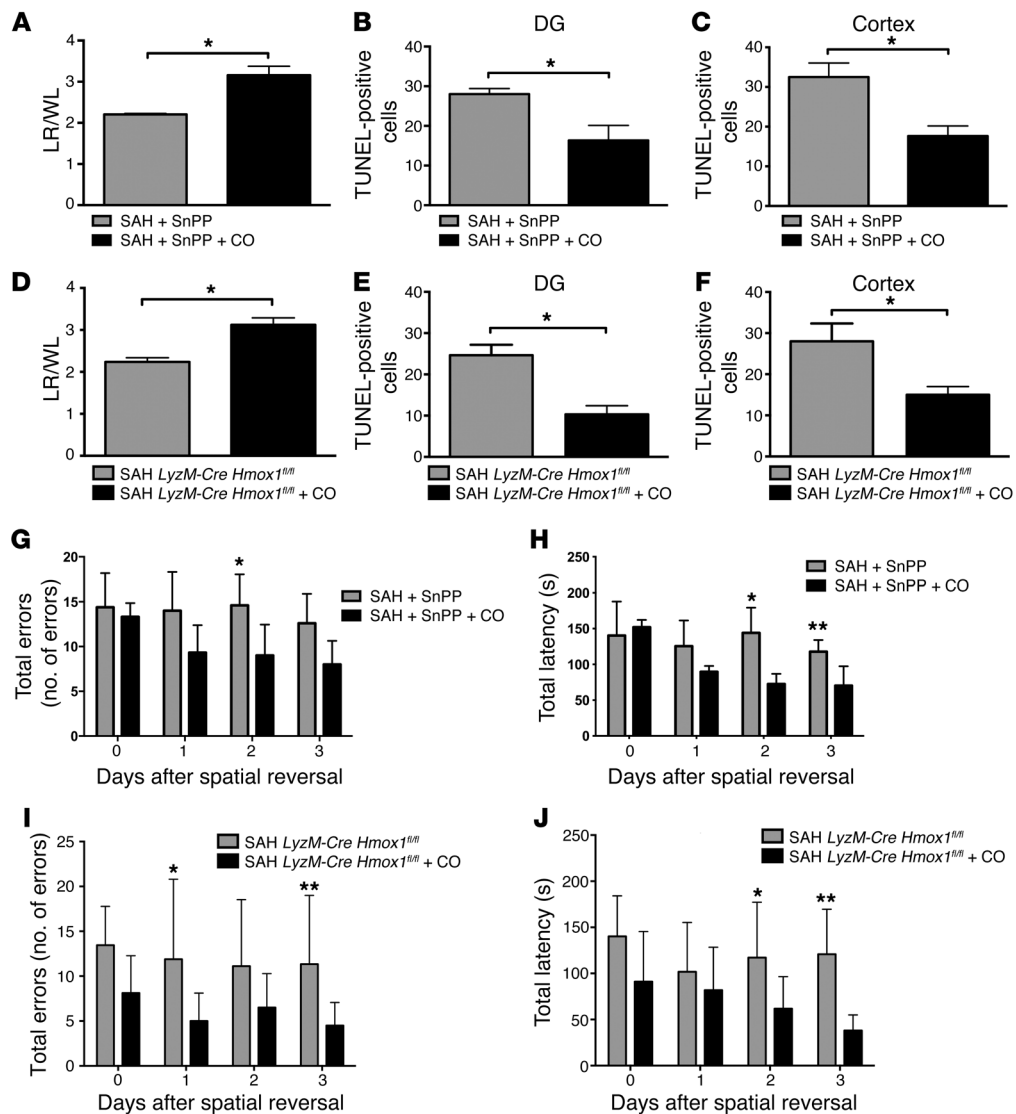 A
LR/WL
4
3
2
1
0
*
SAH + SnPP
SAH + SnPP + CO
B
DG
TUNEL-positive
cells
40
30
20
10
0
*
SAH + SnPP
SAH + SnPP + CO
C
Cortex
TUNEL-positive
cells
40
30
20
10
0
*
SAH + SnPP
SAH + SnPP + CO
D
LR/WL
4
3
2
1
0
*
SAH LyzM-Cre Hmox1fl/fl
SAH LyzM-Cre Hmox1fl/fl + CO
E
DG
TUNEL-positive
cells
40
30
20
10
0
*
SAH LyzM-Cre Hmox1fl/fl
SAH LyzM-Cre Hmox1fl/fl + CO
F
Cortex
TUNEL-positive
cells
40
30
20
10
0
*
SAH LyzM-Cre Hmox1fl/fl
SAH LyzM-Cre Hmox1fl/fl + CO
G
Total errors
(no. of errors)
20
15
10
5
0
*
SAH + SnPP
SAH + SnPP + CO
0 1 2 3
Days after spatial reversal
H
Total latency (s)
250
200
150
100
50
0
SAH + SnPP
SAH + SnPP + CO
* **
0 1 2 3
Days after spatial reversal
I
Total errors (no. of errors)
25
20
15
10
5
0
SAH LyzM-Cre Hmox1fl/fl
SAH LyzM-Cre Hmox1fl/fl + CO
* **
0 1 2 3
Days after spatial reversal
J
Total latency (s)
250
200
150
100
50
0
SAH LyzM-Cre Hmox1fl/fl
SAH LyzM-Cre Hmox1fl/fl + CO
* **
0 1 2 3
Days after spatial reversal